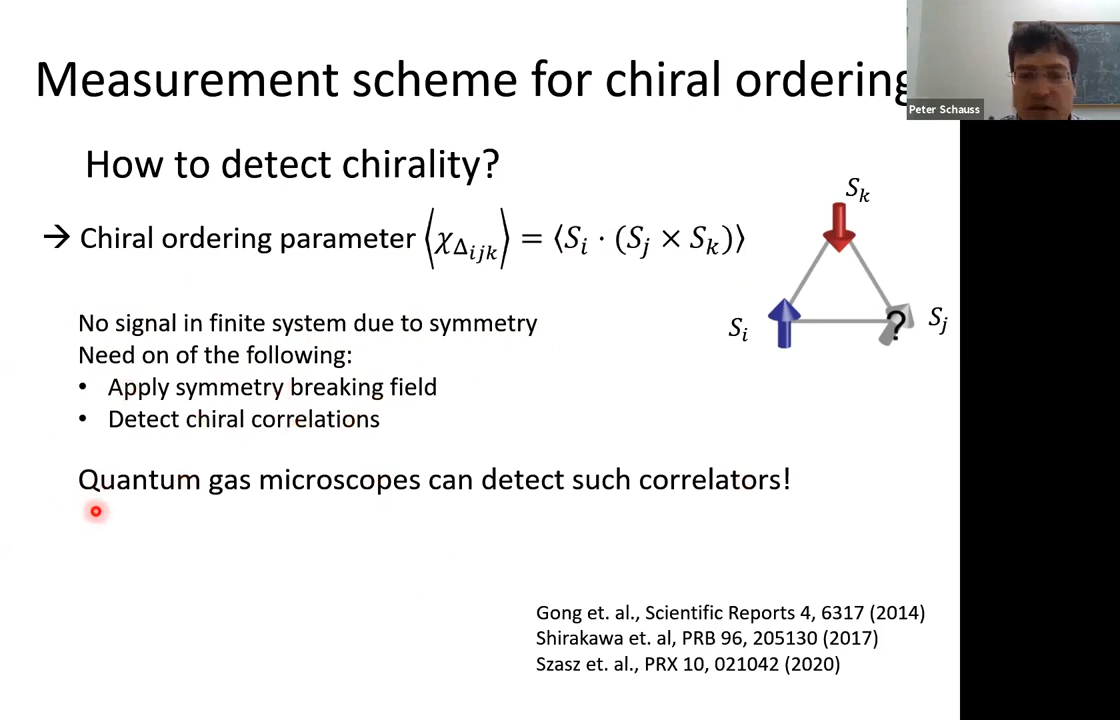 Measurement scheme for chiral ordering
Peter Schauss
How to detect chirality?
→ Chiral ordering parameter ⟨χ_{Δ_{ijk}}⟩ = ⟨S_i · (S_j × S_k)⟩
S_k
S_i
?
S_j
No signal in finite system due to symmetry
Need on of the following:
• Apply symmetry breaking field
• Detect chiral correlations
Quantum gas microscopes can detect such correlators!
Gong et. al., Scientific Reports 4, 6317 (2014)
Shirakawa et. al, PRB 96, 205130 (2017)
Szasz et. al., PRX 10, 021042 (2020)